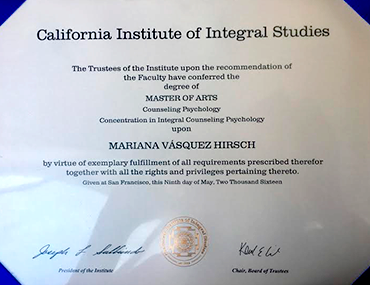 California Institute of Integral Studies
The Trustees of the Institute upon the recommendation of
the Faculty have conferred the
degree of
MASTER OF ARTS
Counseling Psychology
Concentration in Integral Counseling Psychology
upon
MARIANA VÁSQUEZ HIRSCH
by virtue of exemplary fulfillment of all requirements prescribed therefor
together with all the rights and privileges pertaining thereto.
Given at San Francisco, this Ninth day of May, Two Thousand Sixteen
Joseph L
President of the Institute
Chair, Board of Trustees